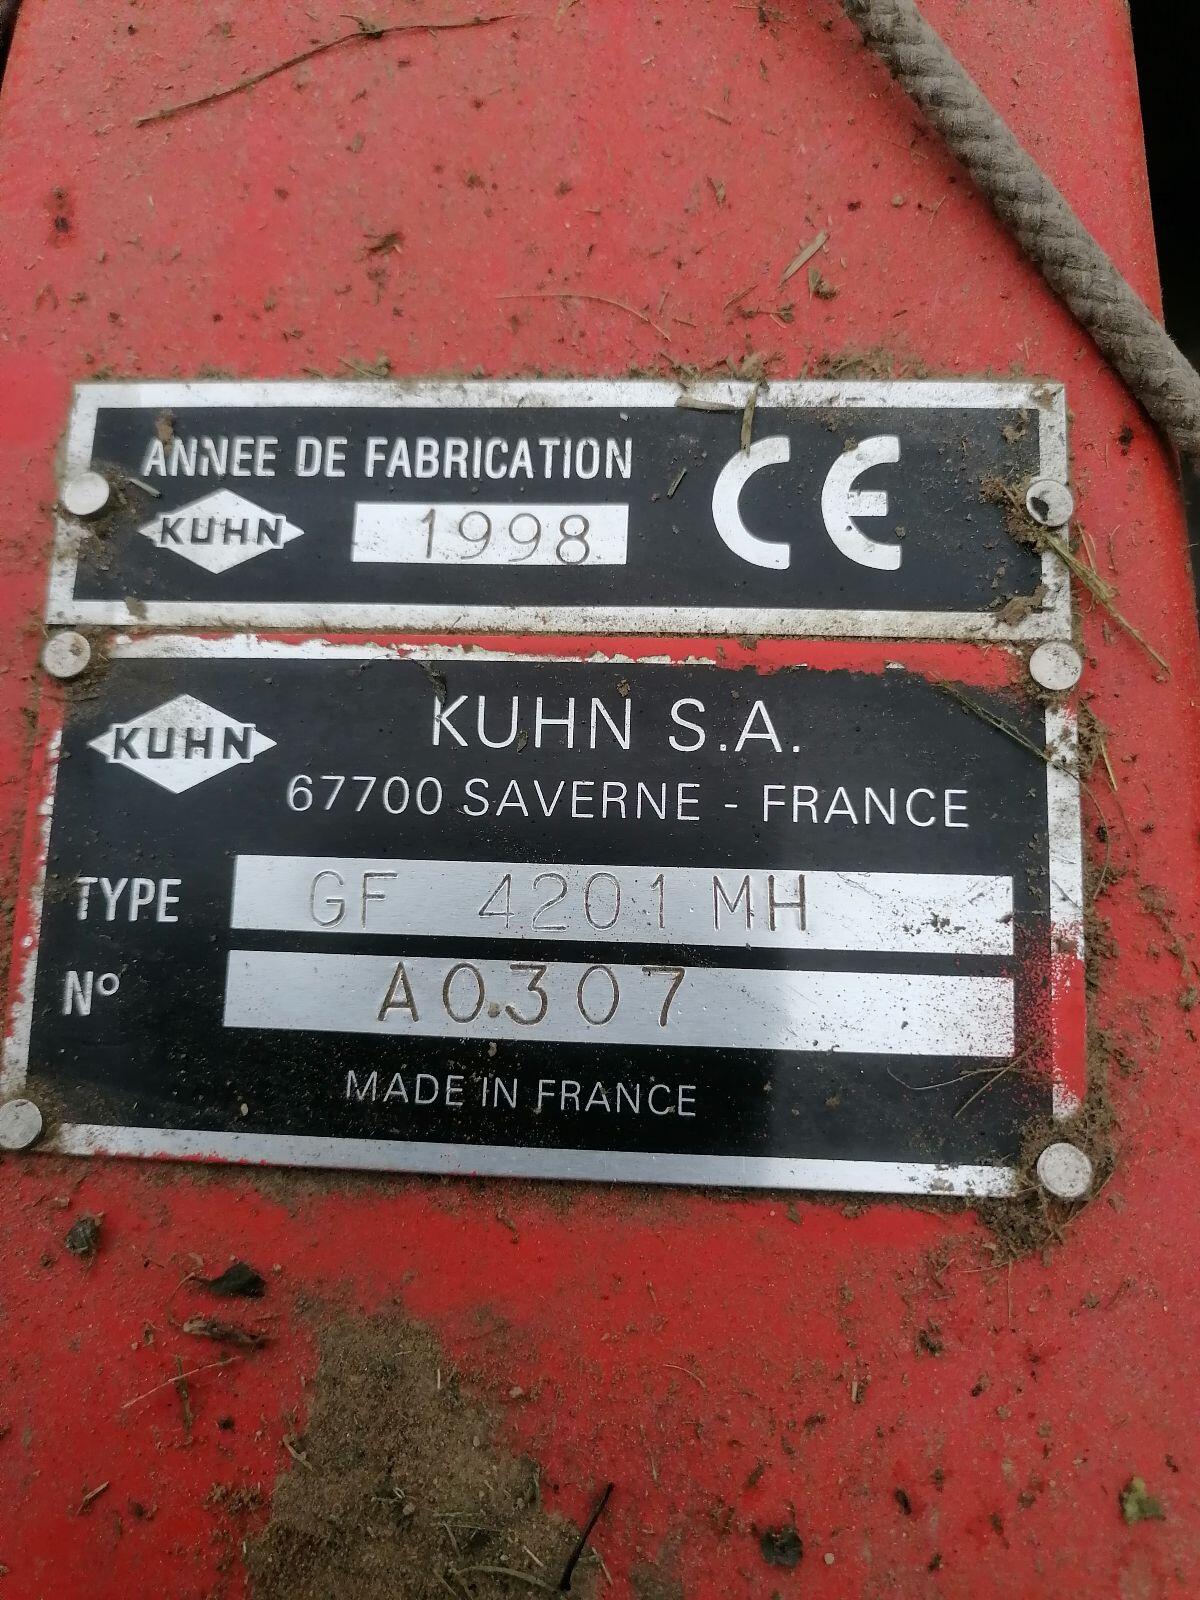 ANNEE DE FABRICATION
KUHN
1998
CE
KUHN
KUHN S.A.
67700 SAVERNE - FRANCE
TYPE GF 4201 MH
N° A0307
MADE IN FRANCE